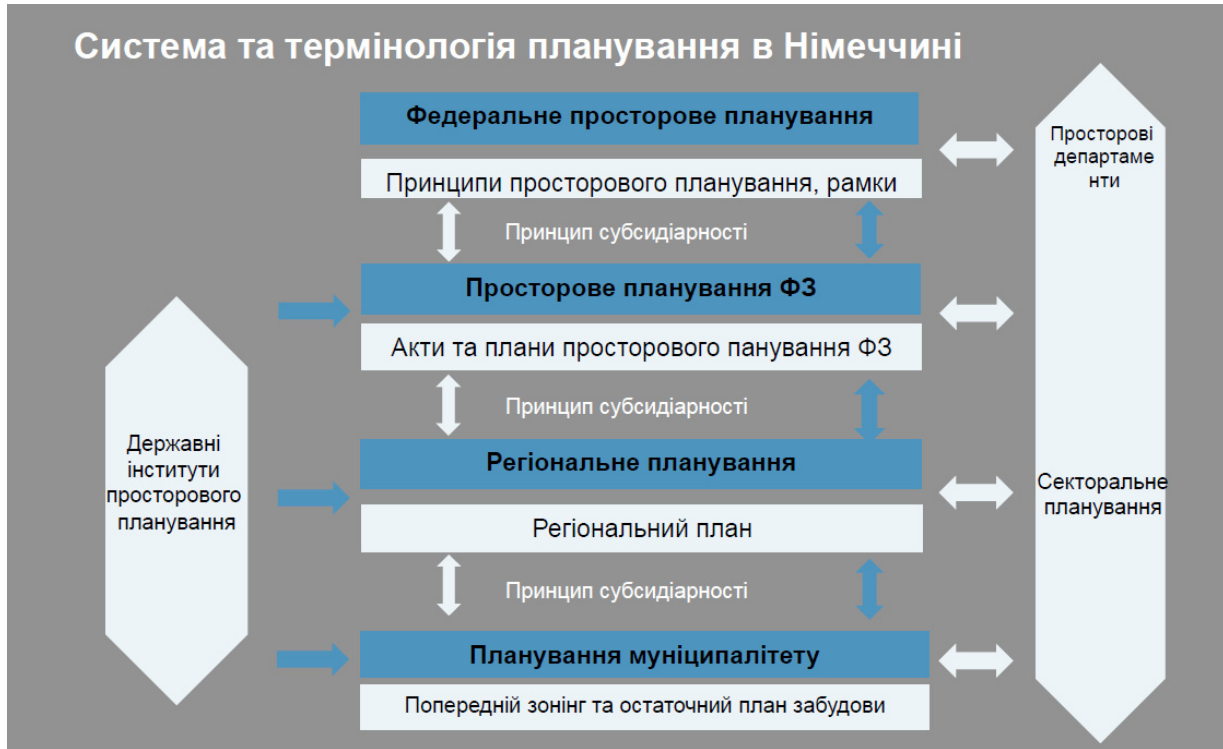 Система та термінологія планування в Німеччині
Федеральне просторове планування
Принципи просторового планування, рамки
Принцип субсидіарності
Просторове планування ФЗ
Акти та плани просторового панування ФЗ
Принцип субсидіарності
Регіональне планування
Регіональний план
Принцип субсидіарності
Планування муніципалітету
Попередній зонінг та остаточний план забудови
Державні
інститути
просторового
планування
Просторові
департаме
нти
Секторальне
планування